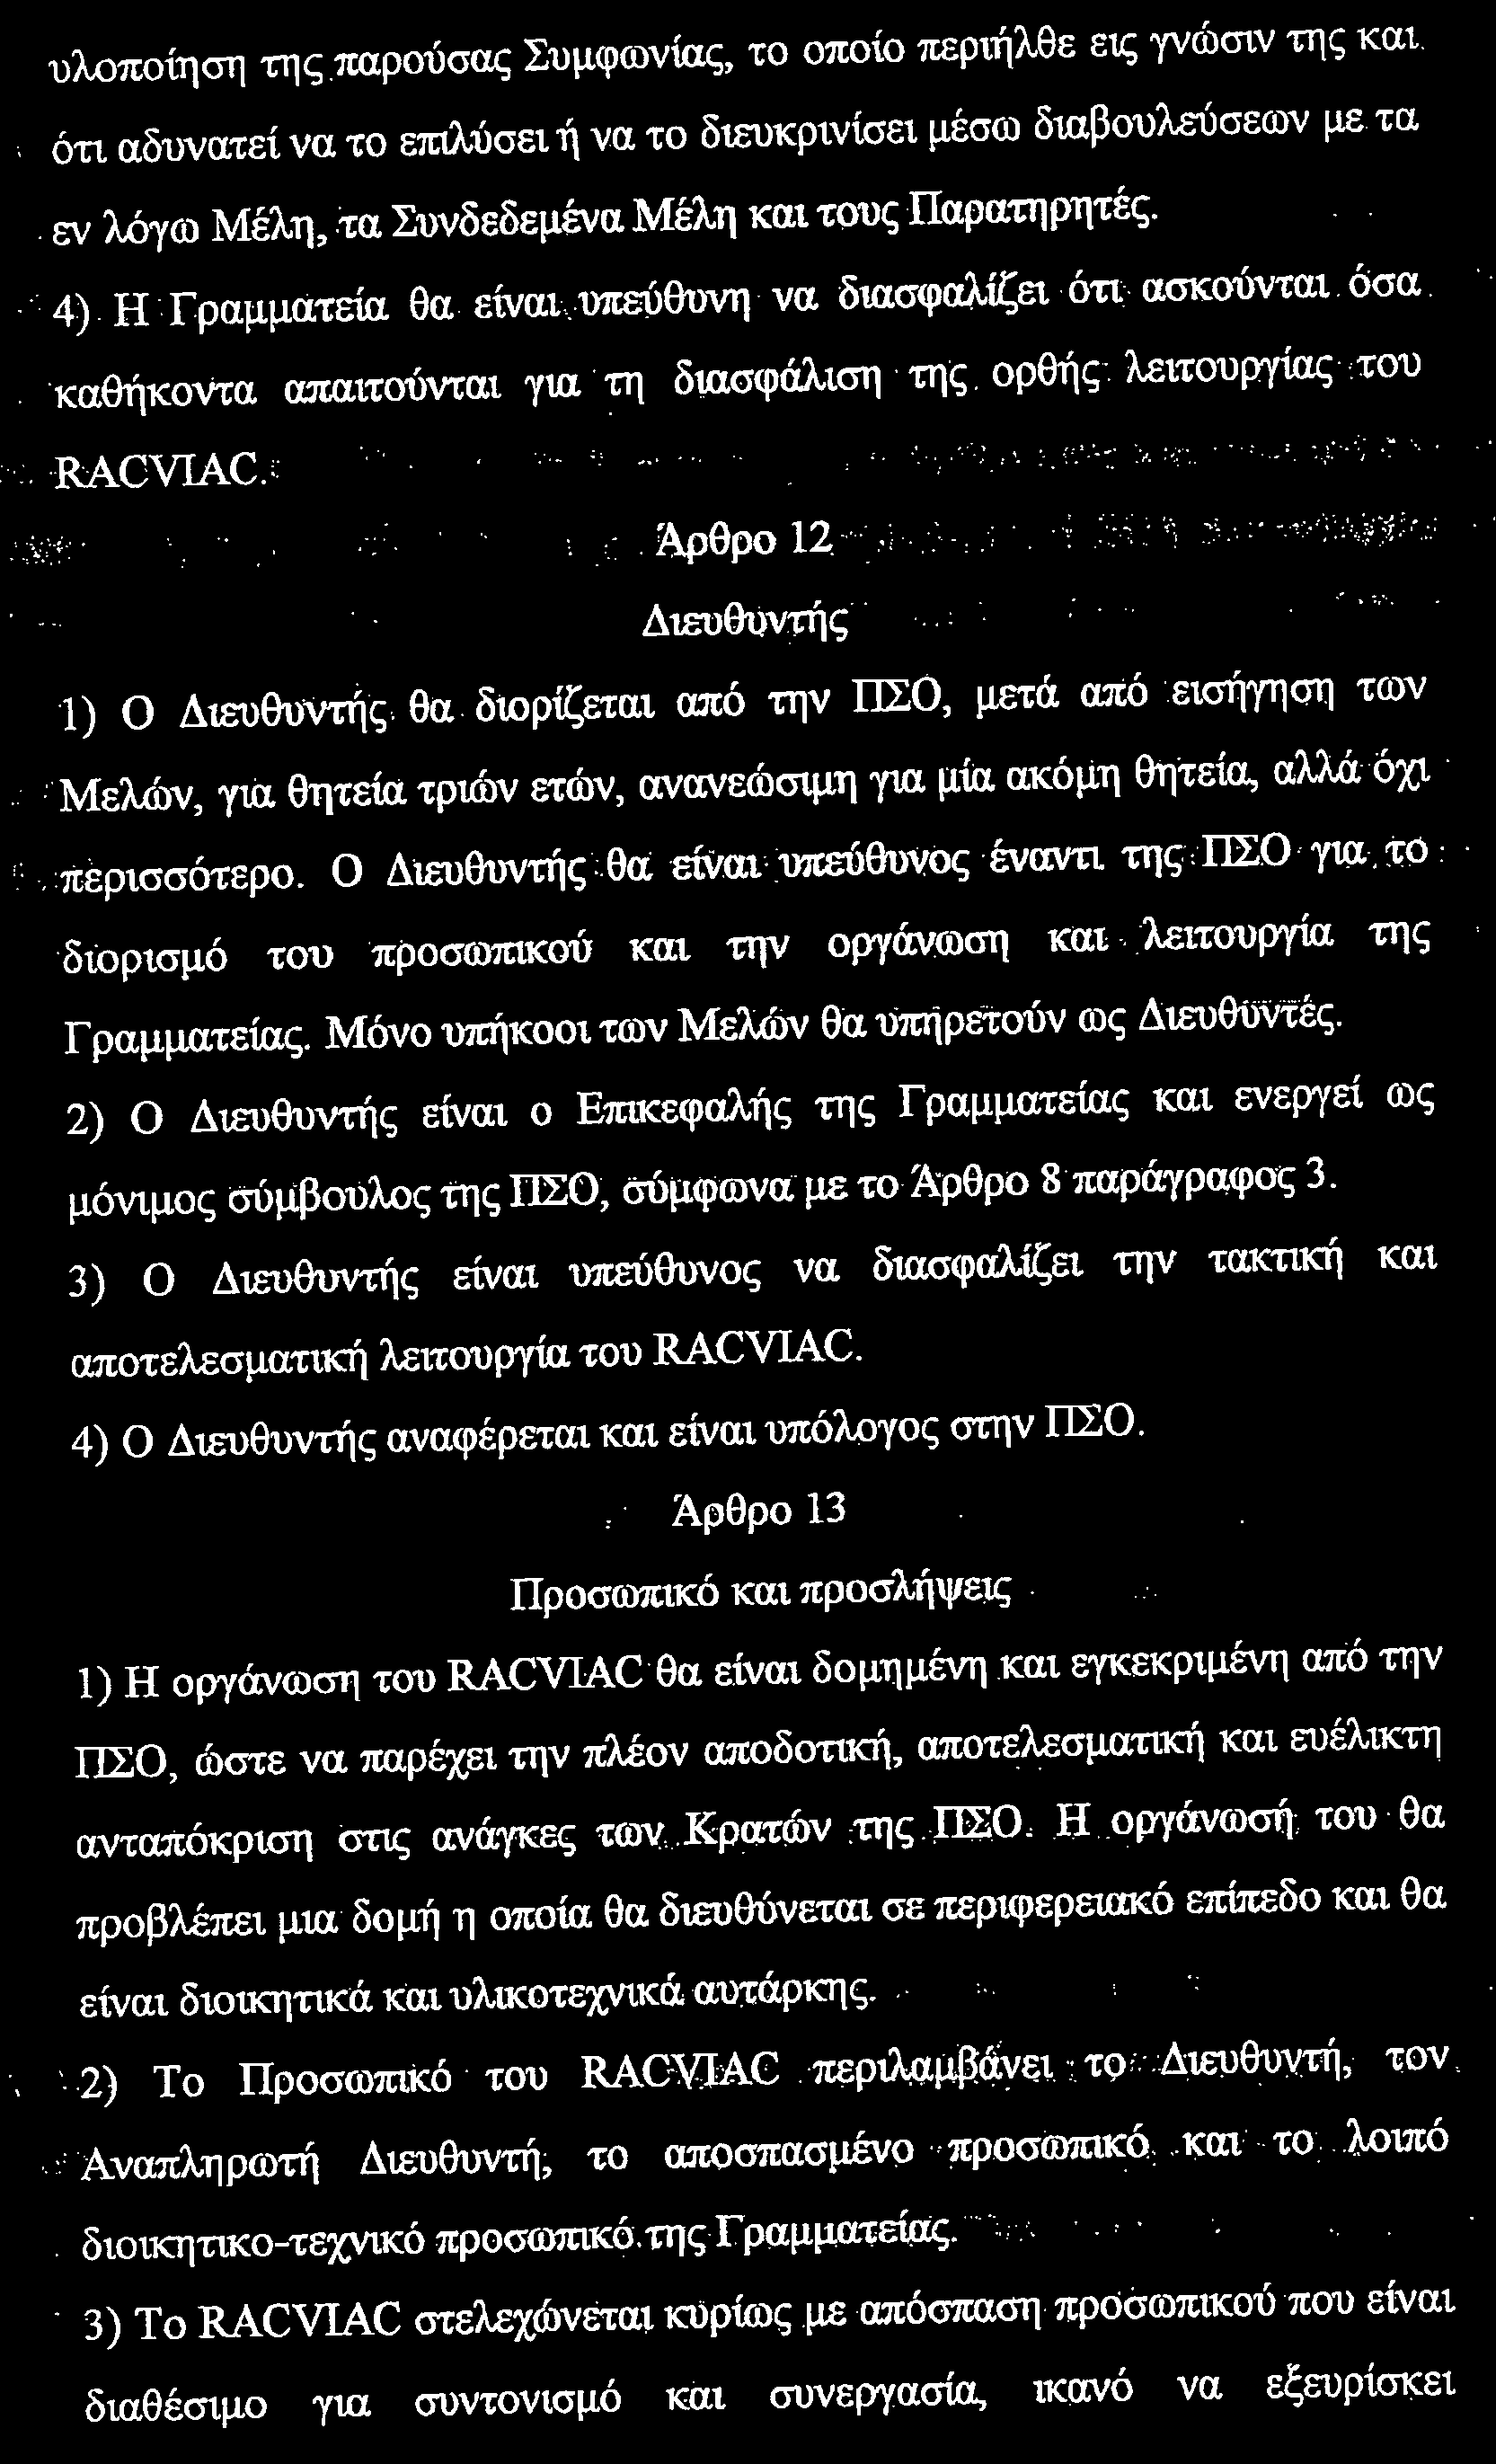 υλοποίηση της παρούσας Συμφωνίας, το οποίο περιήλθε εις γνώσιν της και
ότι αδυνατεί να το επιλύσει ή να το διευκρινίσει μέσω διαβουλεύσεων με τα
εν λόγω Μέλη, τα Συνδεδεμένα Μέλη και τους Παρατηρητές.
4) Η Γραμματεία θα είναι υπεύθυνη να διασφαλίζει ότι ασκούνται όσα
καθήκοντα απαιτούνται για τη διασφάλιση της ορθής λειτουργίας του
RACVIAC.
Άρθρο 12
Διευθυντής
1) Ο Διευθυντής θα διορίζεται από την ΠΣΟ, μετά από εισήγηση των
Μελών, για θητεία τριών ετών, ανανεώσιμη για μία ακόμη θητεία, αλλά όχι
περισσότερο. Ο Διευθυντής θα είναι υπεύθυνος έναντι της ΠΣΟ για το
διορισμό του προσωπικού και την οργάνωση και λειτουργία της
Γραμματείας. Μόνο υπήκοοι των Μελών θα υπηρετούν ως Διευθυντές.
2) Ο Διευθυντής είναι ο Επικεφαλής της Γραμματείας και ενεργεί ως
μόνιμος σύμβουλος της ΠΣΟ, σύμφωνα με το Άρθρο 8 παράγραφος 3.
3) Ο Διευθυντής είναι υπεύθυνος να διασφαλίζει την τακτική και
αποτελεσματική λειτουργία του RACVIAC.
4) Ο Διευθυντής αναφέρεται και είναι υπόλογος στην ΠΣΟ.
Άρθρο 13
Προσωπικό και προσλήψεις
1) Η οργάνωση του RACVIAC θα είναι δομημένη και εγκεκριμένη από την
ΠΣΟ, ώστε να παρέχει την πλέον αποδοτική, αποτελεσματική και ευέλικτη
ανταπόκριση στις ανάγκες των Κρατών της ΠΣΟ. Η οργάνωσή του θα
προβλέπει μια δομή η οποία θα διευθύνεται σε περιφερειακό επίπεδο και θα
είναι διοικητικά και υλικοτεχνικά αυτάρκης.
2) Το Προσωπικό του RACVIAC περιλαμβάνει το Διευθυντή, τον
Αναπληρωτή Διευθυντή, το αποσπασμένο προσωπικό και το λοιπό
διοικητικο-τεχνικό προσωπικό της Γραμματείας.
3) Το RACVIAC στελεχώνεται κυρίως με απόσπαση προσωπικού που είναι
διαθέσιμο για συντονισμό και συνεργασία, ικανό να εξευρίσκει